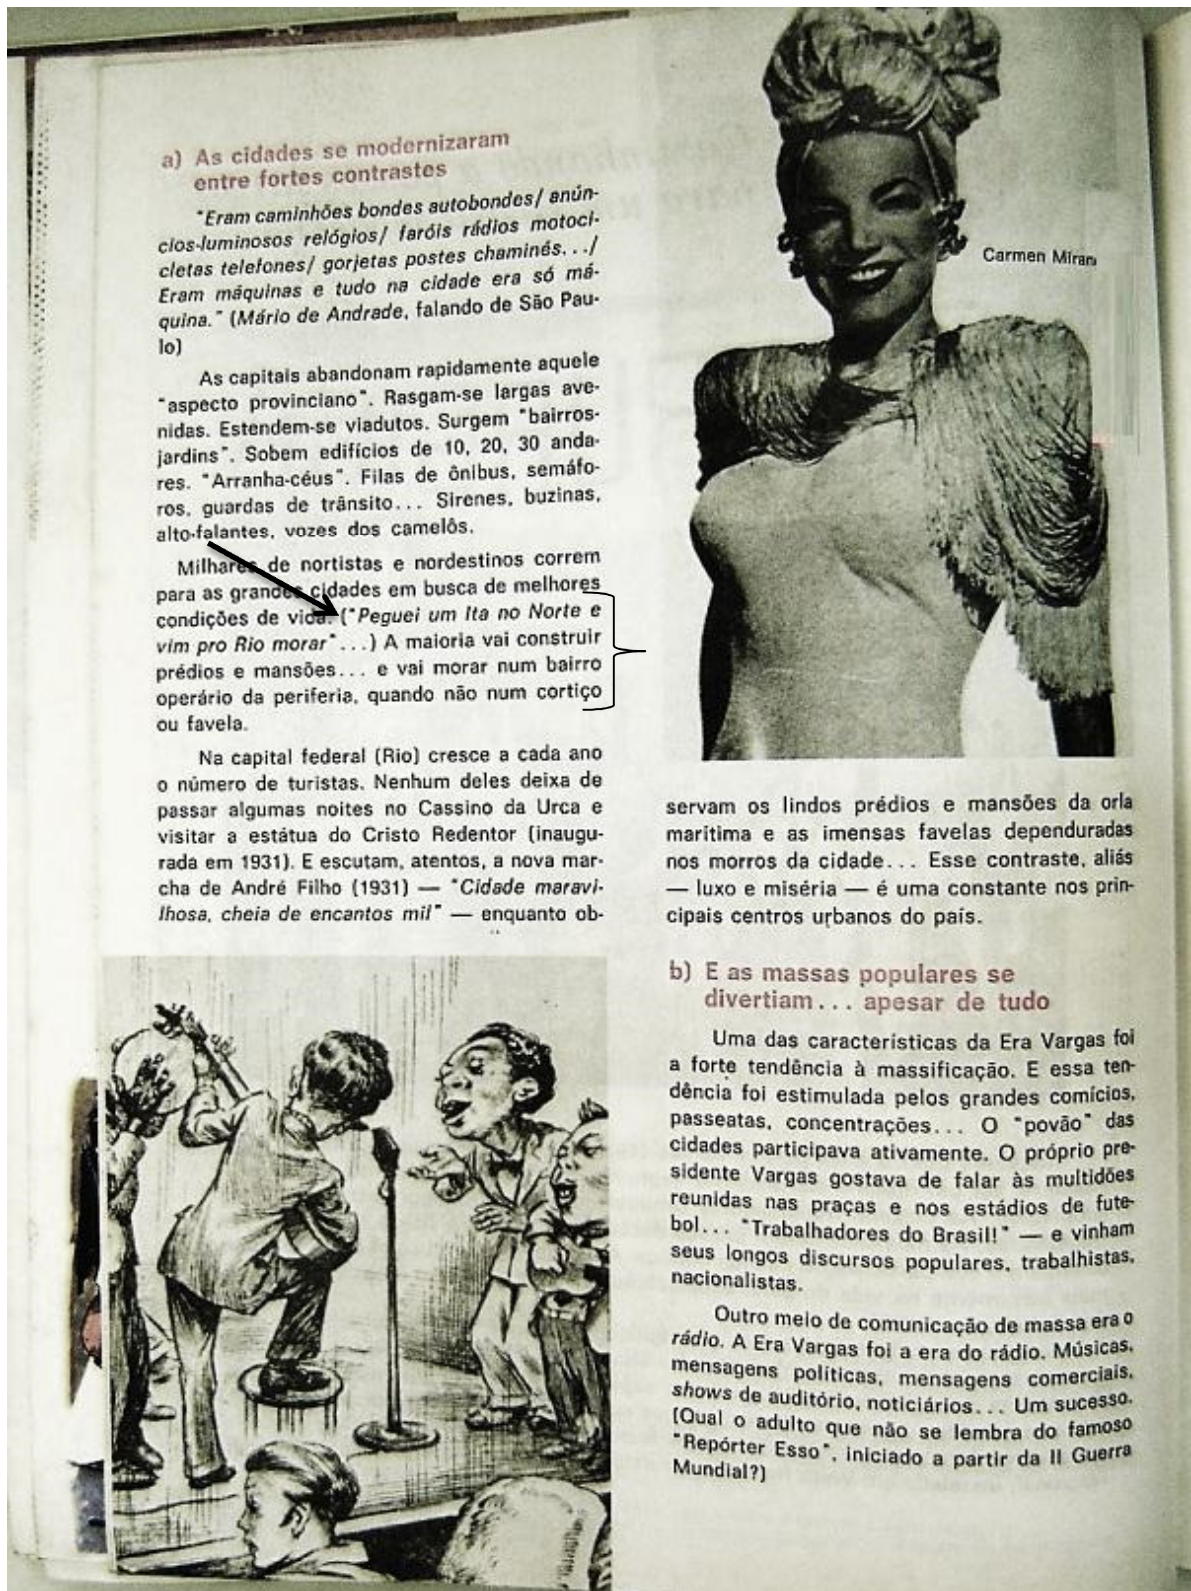 a) As cidades se modernizaram
entre fortes contrastes
"Eram caminhões bondes autobondes/ anún-
cios-luminosos relógios/ faróis rádios motoci-
cletas telefones/ gorjetas postes chaminés.../
Eram máquinas e tudo na cidade era só má-
quina." (Mário de Andrade, falando de São Pau-
lo)
As capitais abandonam rapidamente aquele
"aspecto provinciano". Rasgam-se largas ave-
nidas. Estendem-se viadutos. Surgem "bairros-
jardins". Sobem edifícios de 10, 20, 30 anda-
res. "Arranha-céus". Filas de ônibus, semáfo-
ros, guardas de trânsito... Sirenes, buzinas,
alto-falantes, vozes dos camelôs.
Milhares de nortistas e nordestinos correm
para as grandes cidades em busca de melhores
condições de vida. ("Peguei um Ita no Norte e
vim pro Rio morar"...) A maioria vai construir
prédios e mansões... e vai morar num bairro
operário da periferia, quando não num cortiço
ou favela.
Na capital federal (Rio) cresce a cada ano
o número de turistas. Nenhum deles deixa de
passar algumas noites no Cassino da Urca e
visitar a estátua do Cristo Redentor (inaugu-
rada em 1931). E escutam, atentos, a nova mar-
cha de André Filho (1931) — "Cidade maravi-
lhosa, cheia de encantos mil" — enquanto ob-
Carmen Miran
servam os lindos prédios e mansões da orla
marítima e as imensas favelas dependuradas
nos morros da cidade... Esse contraste, aliás
— luxo e miséria — é uma constante nos prin-
cipais centros urbanos do país.
b) E as massas populares se
divertiam... apesar de tudo
Uma das características da Era Vargas foi
a forte tendência à massificação. E essa ten-
dência foi estimulada pelos grandes comícios,
passeatas, concentrações... O "povão" das
cidades participava ativamente. O próprio pre-
sidente Vargas gostava de falar às multidões
reunidas nas praças e nos estádios de fute-
bol... "Trabalhadores do Brasil!" — e vinham
seus longos discursos populares, trabalhistas,
nacionalistas.
Outro meio de comunicação de massa era o
rádio. A Era Vargas foi a era do rádio. Músicas,
mensagens políticas, mensagens comerciais,
shows de auditório, noticiários... Um sucesso.
(Qual o adulto que não se lembra do famoso
"Repórter Esso", iniciado a partir da II Guerra
Mundial?)